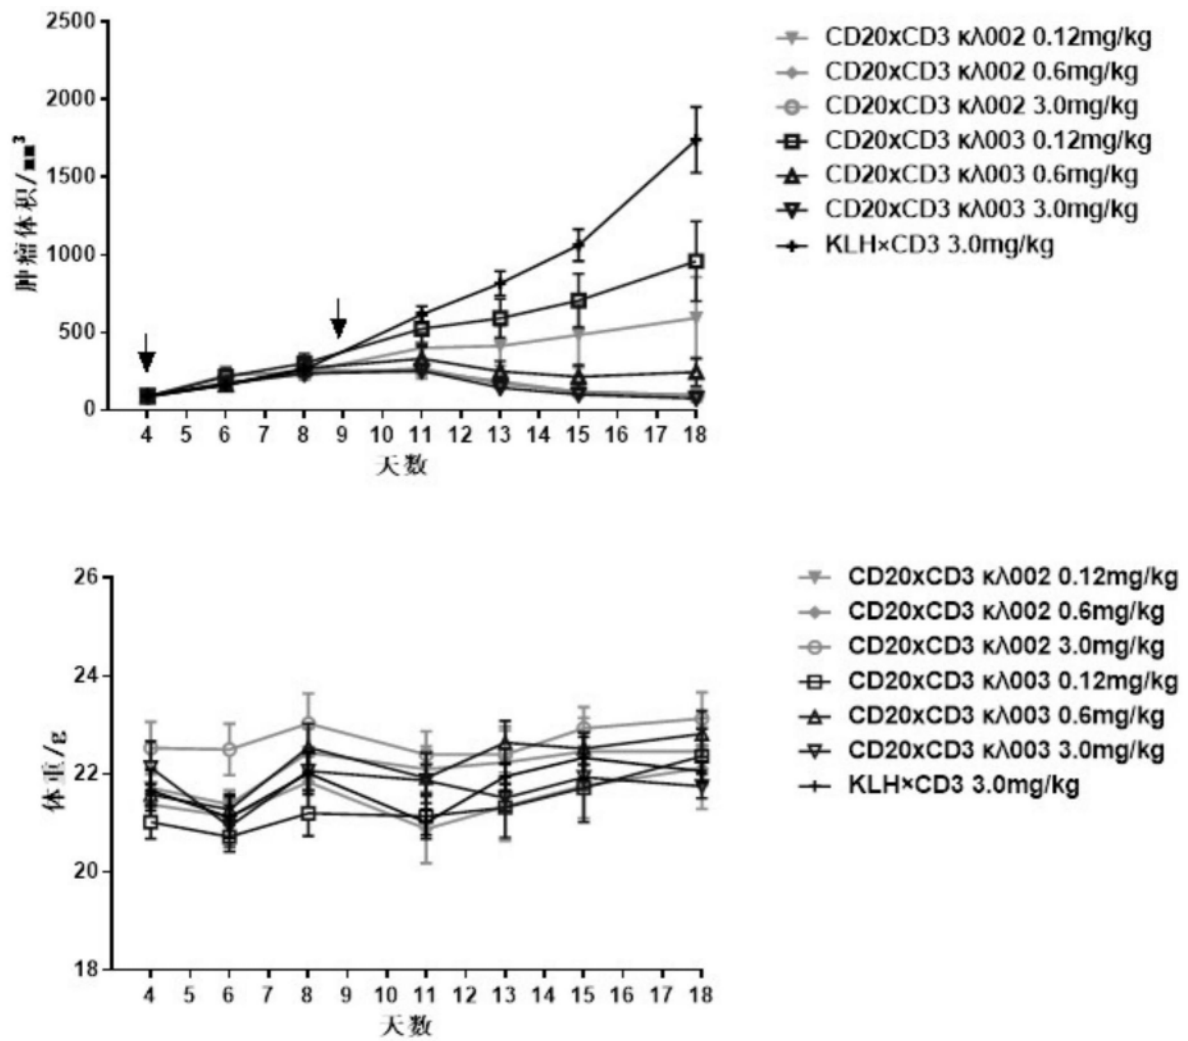 2500
2000
1500
1000
500
0
肿瘤体积/mm³
4 5 6 7 8 9 10 11 12 13 14 15 16 17 18
天数
CD20xCD3 κΛ002 0.12mg/kg
CD20xCD3 κΛ002 0.6mg/kg
CD20xCD3 κΛ002 3.0mg/kg
CD20xCD3 κΛ003 0.12mg/kg
CD20xCD3 κΛ003 0.6mg/kg
CD20xCD3 κΛ003 3.0mg/kg
KLH×CD3 3.0mg/kg
26
24
22
20
18
体重/g
4 5 6 7 8 9 11 12 13 14 15 16 17 18
天数
CD20xCD3 κΛ002 0.12mg/kg
CD20xCD3 κΛ002 0.6mg/kg
CD20xCD3 κΛ002 3.0mg/kg
CD20xCD3 κΛ003 0.12mg/kg
CD20xCD3 κΛ003 0.6mg/kg
CD20xCD3 κΛ003 3.0mg/kg
KLH×CD3 3.0mg/kg